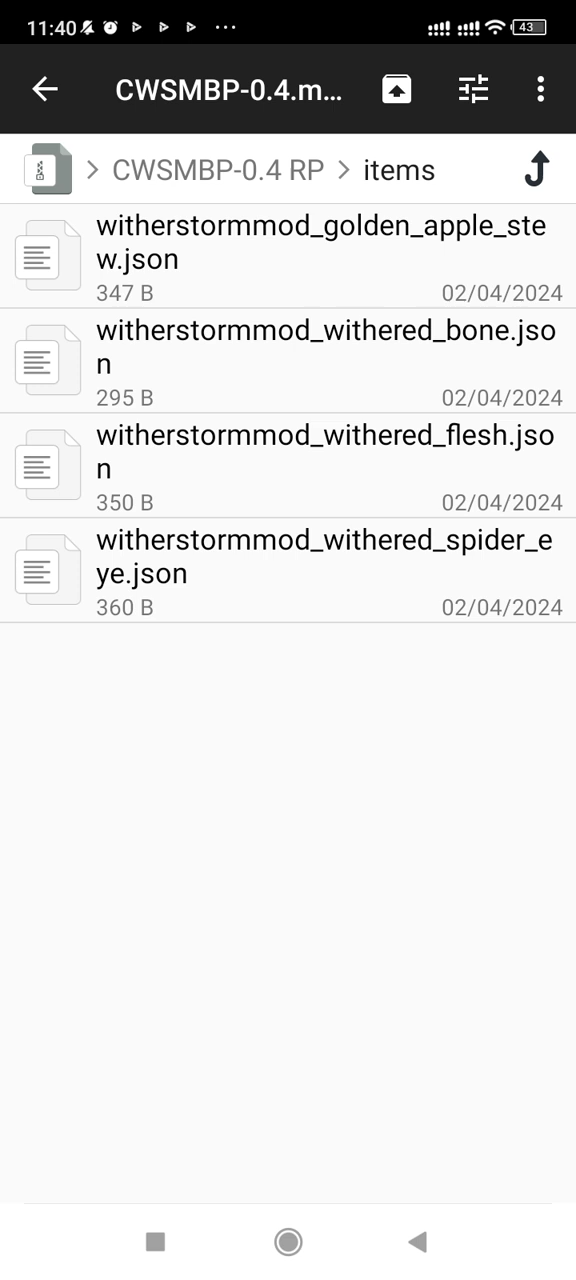 11:40
43
CWSMBP-0.4.m...
CWSMBP-0.4 RP > items
witherstormmod_golden_apple_ste
w.json
347 B 02/04/2024
witherstormmod_withered_bone.jso
n
295 B 02/04/2024
witherstormmod_withered_flesh.jso
n
350 B 02/04/2024
witherstormmod_withered_spider_e
ye.json
360 B 02/04/2024